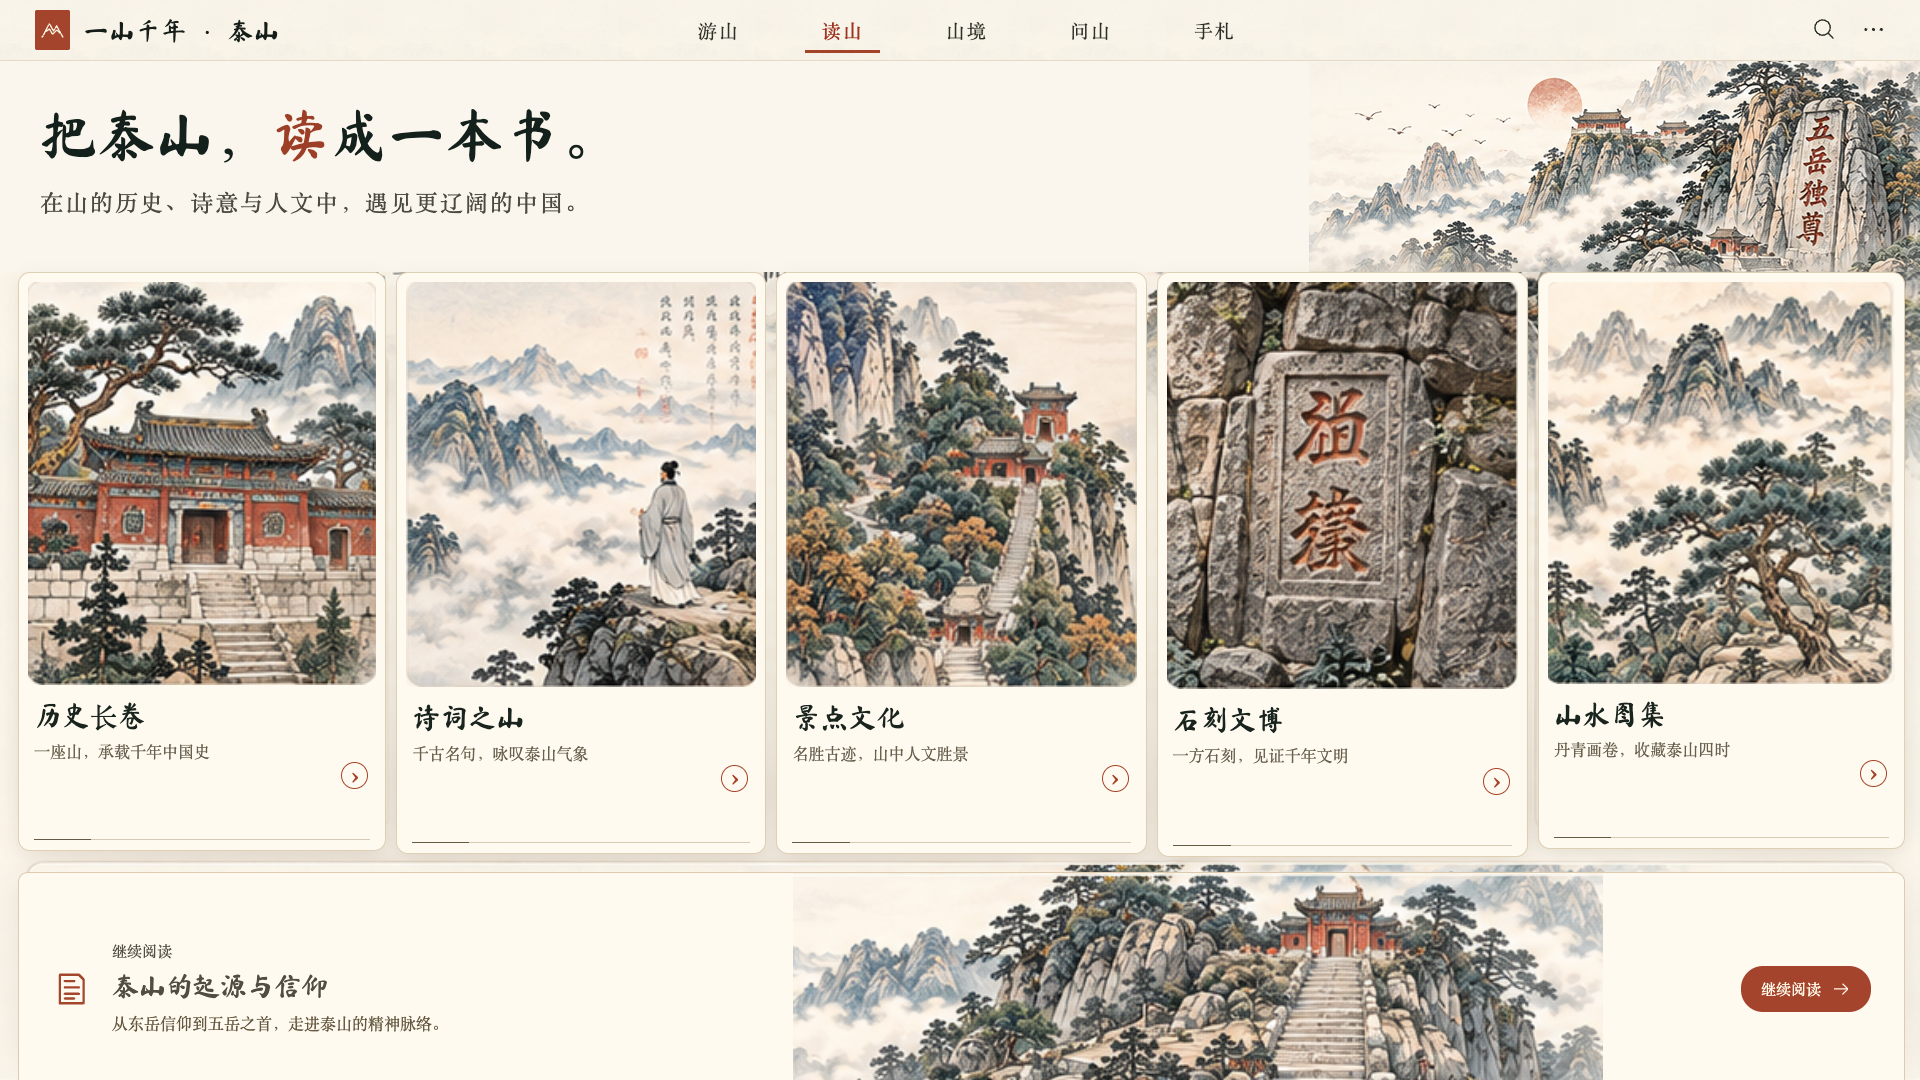 一山千年 · 泰山
游山
读山
山境
问山
手札
把泰山，读成一本书。
在山的历史、诗意与人文中，遇见更辽阔的中国。
五岳独尊
历史长卷
一座山，承载千年中国史
诗词之山
千古名句，咏叹泰山气象
景点文化
名胜古迹，山中人文胜景
石刻文博
一方石刻，见证千年文明
山水图集
丹青画卷，收藏泰山四时
继续阅读
泰山的起源与信仰
从东岳信仰到五岳之首，走进泰山的精神脉络。
继续阅读